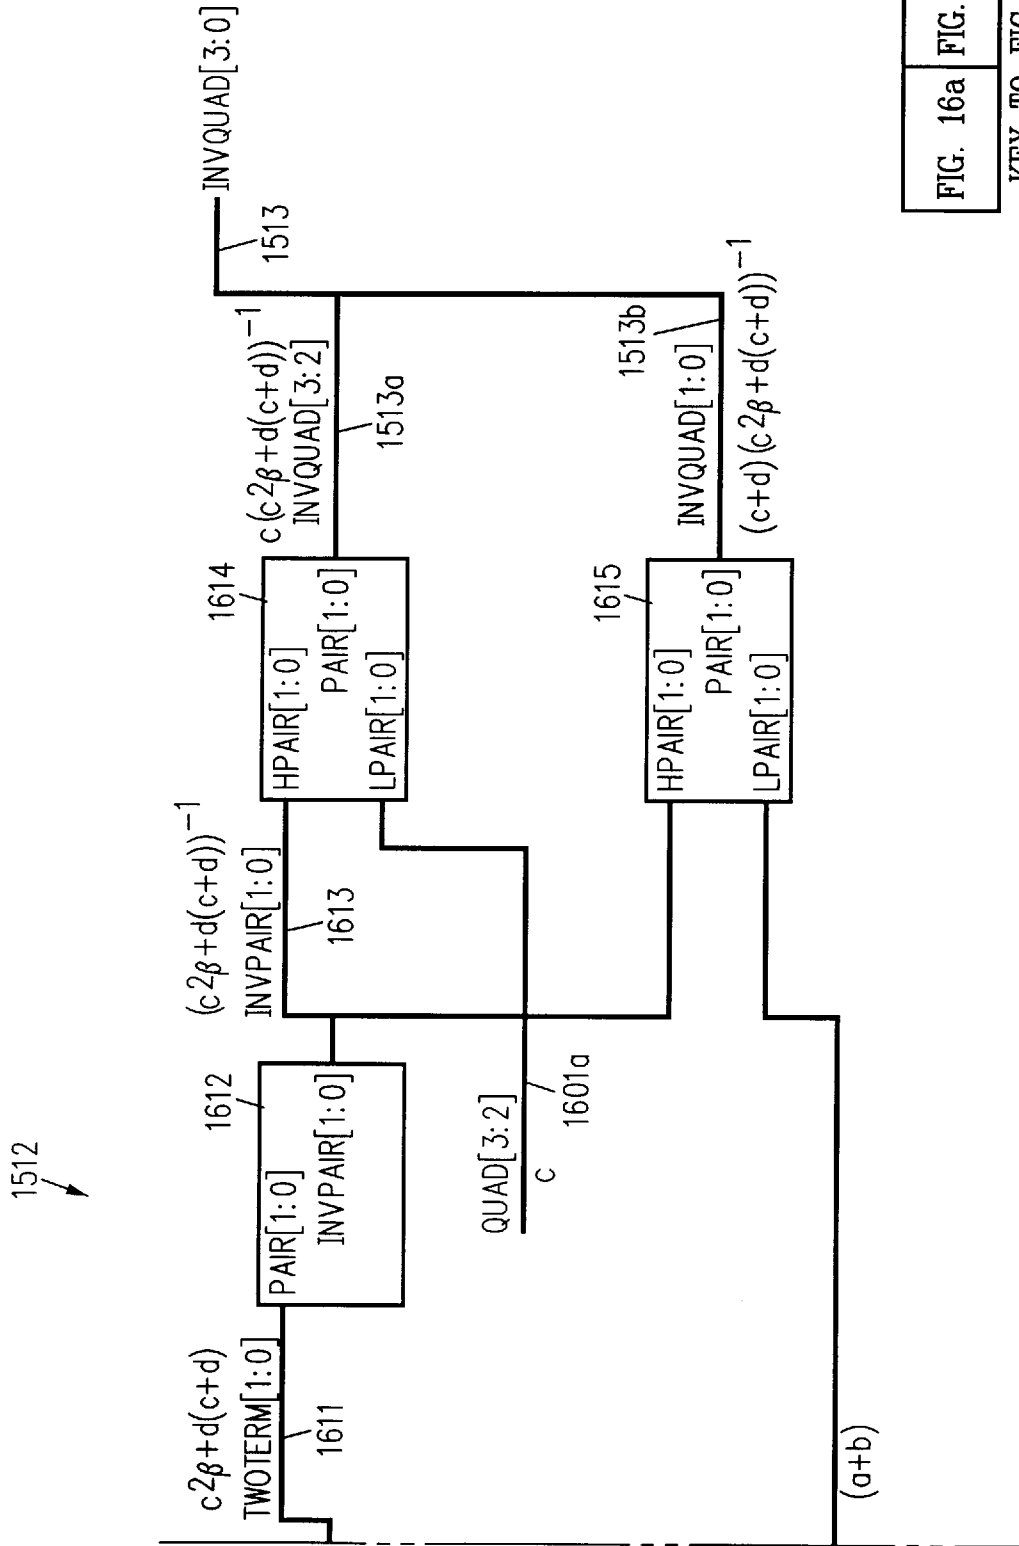 1512
c²β+d(c+d)
TWOTERM[1:0]
1611
1612
PAIR[1:0]
INVPAIR[1:0]
(c²β+d(c+d))⁻¹
INVPAIR[1:0]
1613
QUAD[3:2]
c
1601a
1614
HPAIR[1:0]
PAIR[1:0]
LPAIR[1:0]
c(c²β+d(c+d))⁻¹
INVQUAD[3:2]
1513a
1513
INVQUAD[3:0]
(a+b)
1615
HPAIR[1:0]
PAIR[1:0]
LPAIR[1:0]
INVQUAD[1:0]
1513b
(c+d)(c²β+d(c+d))⁻¹
FIG. 16a FIG.
KEY TO FIG